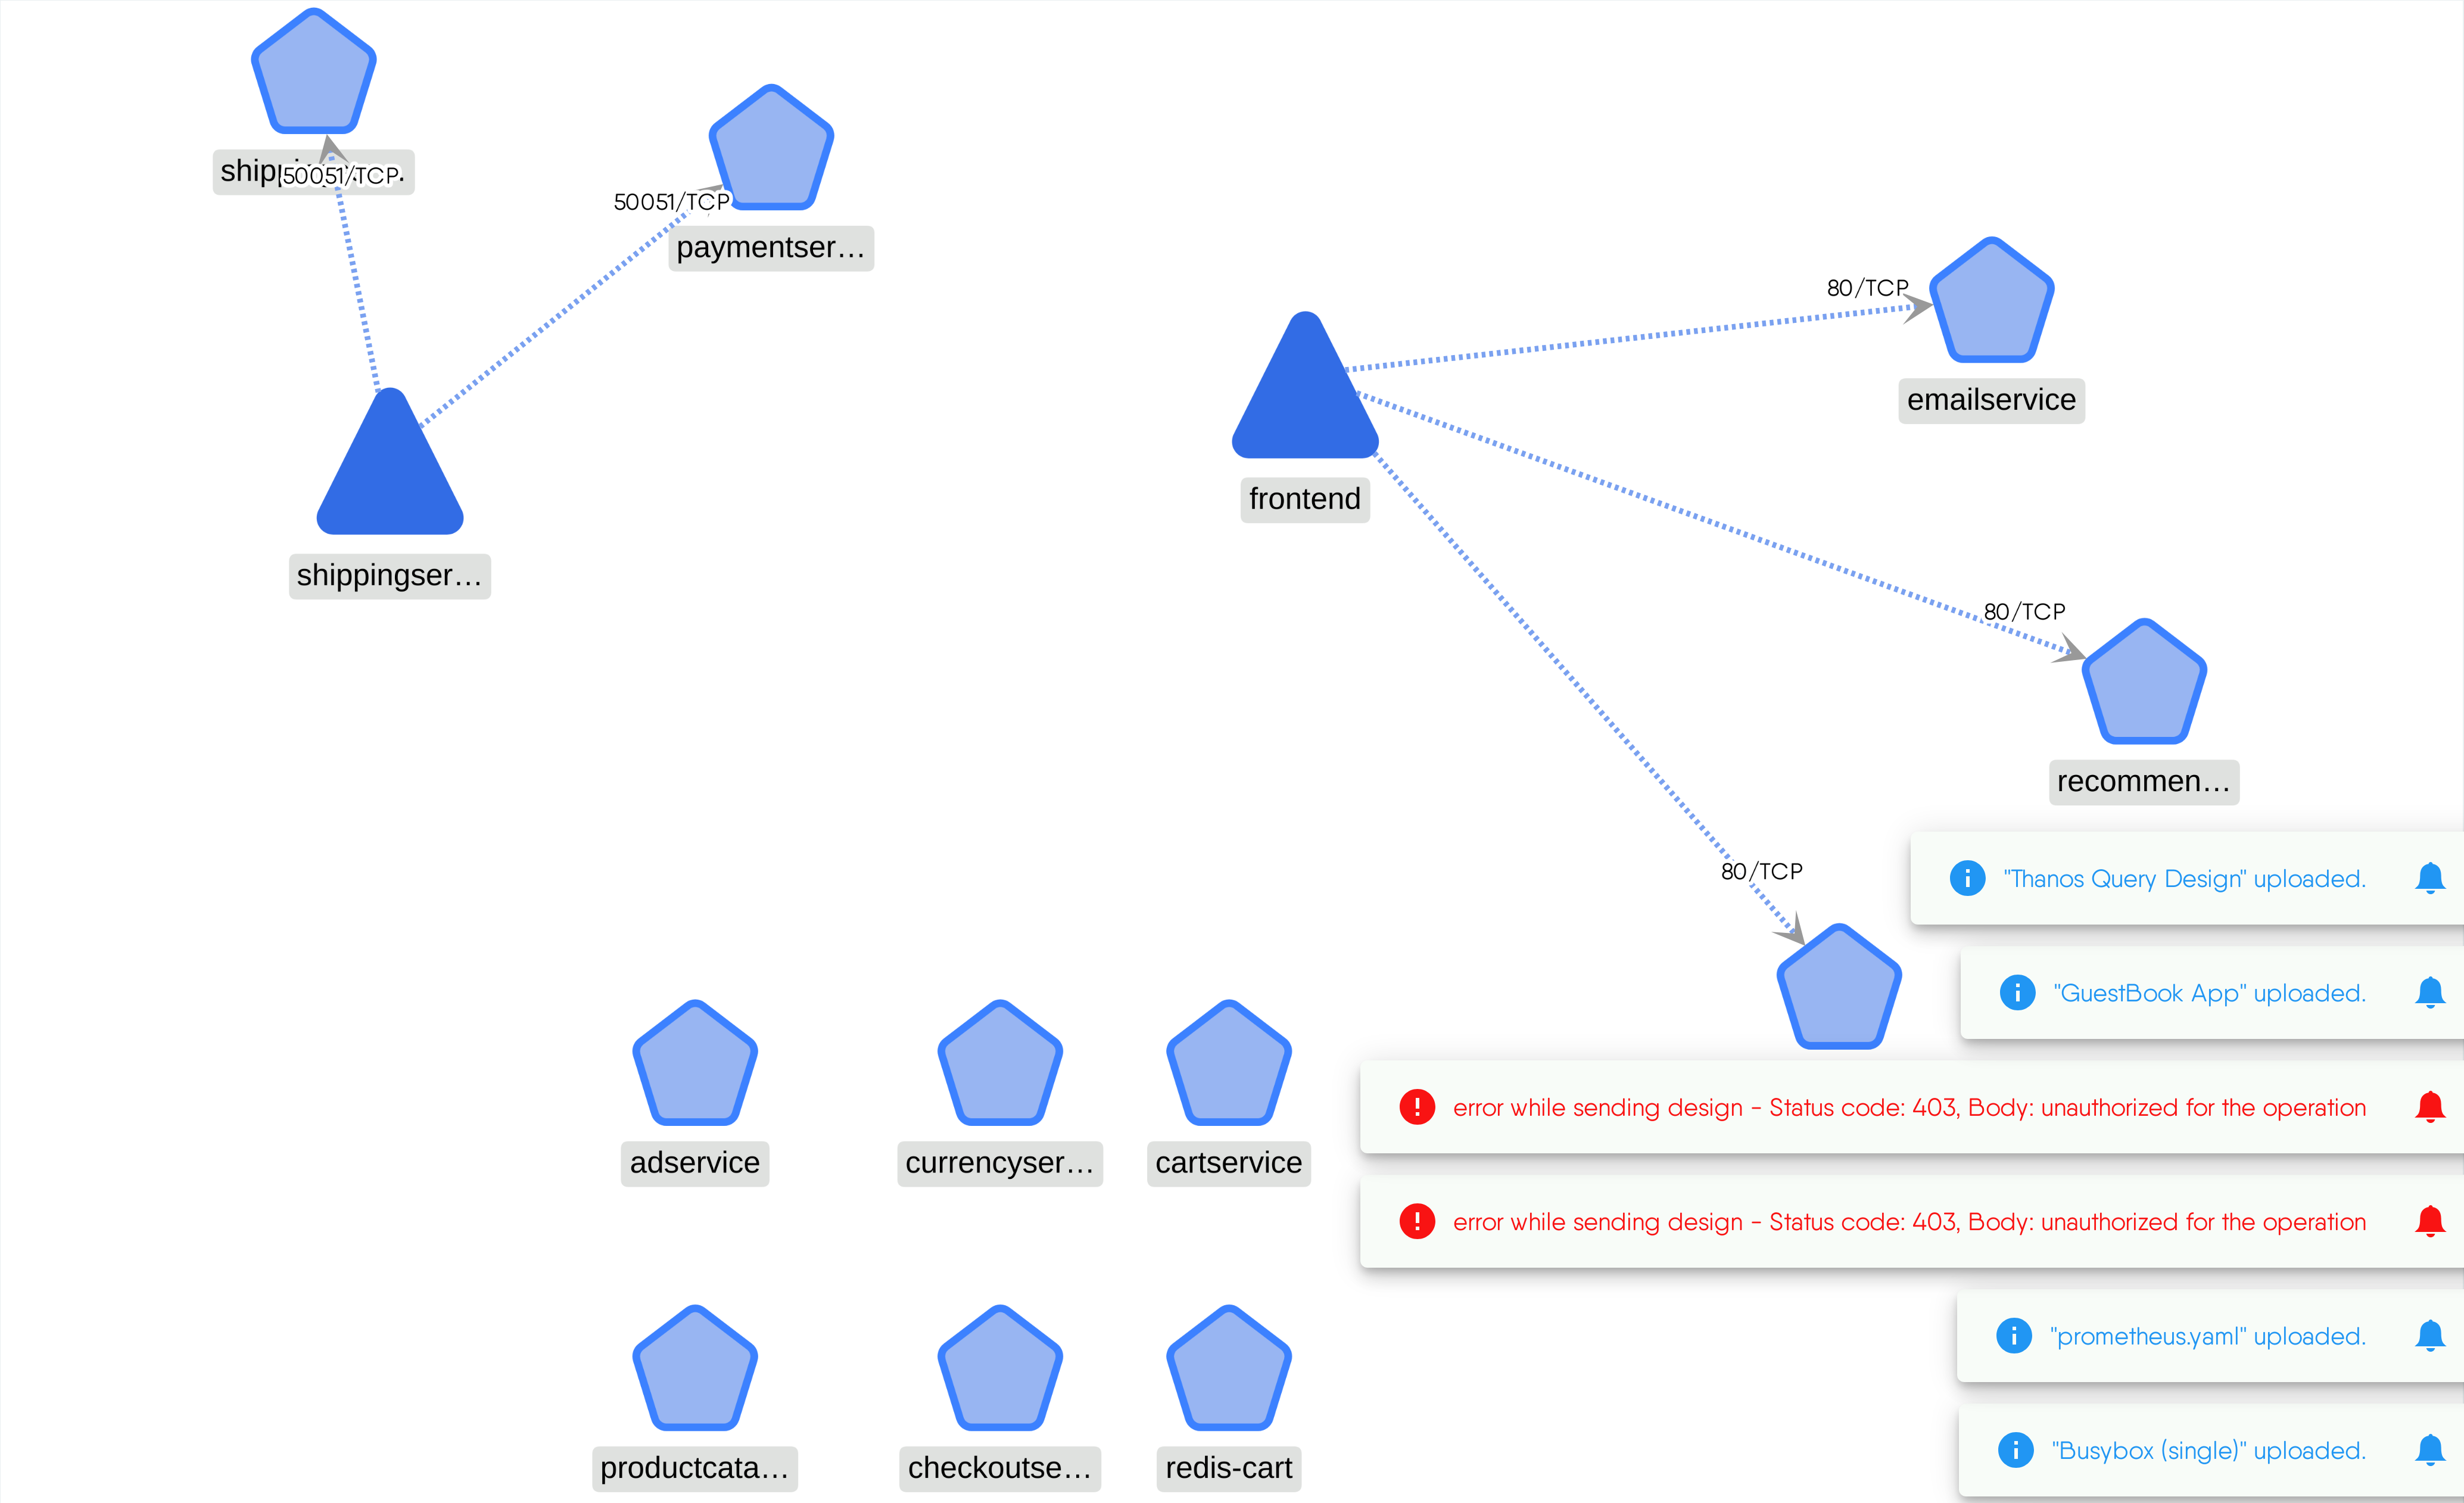 50051/TCP
50051/TCP
paymentser…
80/TCP
emailservice
frontend
shippingser…
80/TCP
recommen…
80/TCP
"Thanos Query Design" uploaded.
"GuestBook App" uploaded.
error while sending design - Status code: 403, Body: unauthorized for the operation
adservice
currencyser…
cartservice
error while sending design - Status code: 403, Body: unauthorized for the operation
"prometheus.yaml" uploaded.
"Busybox (single)" uploaded.
productcata…
checkoutse…
redis-cart